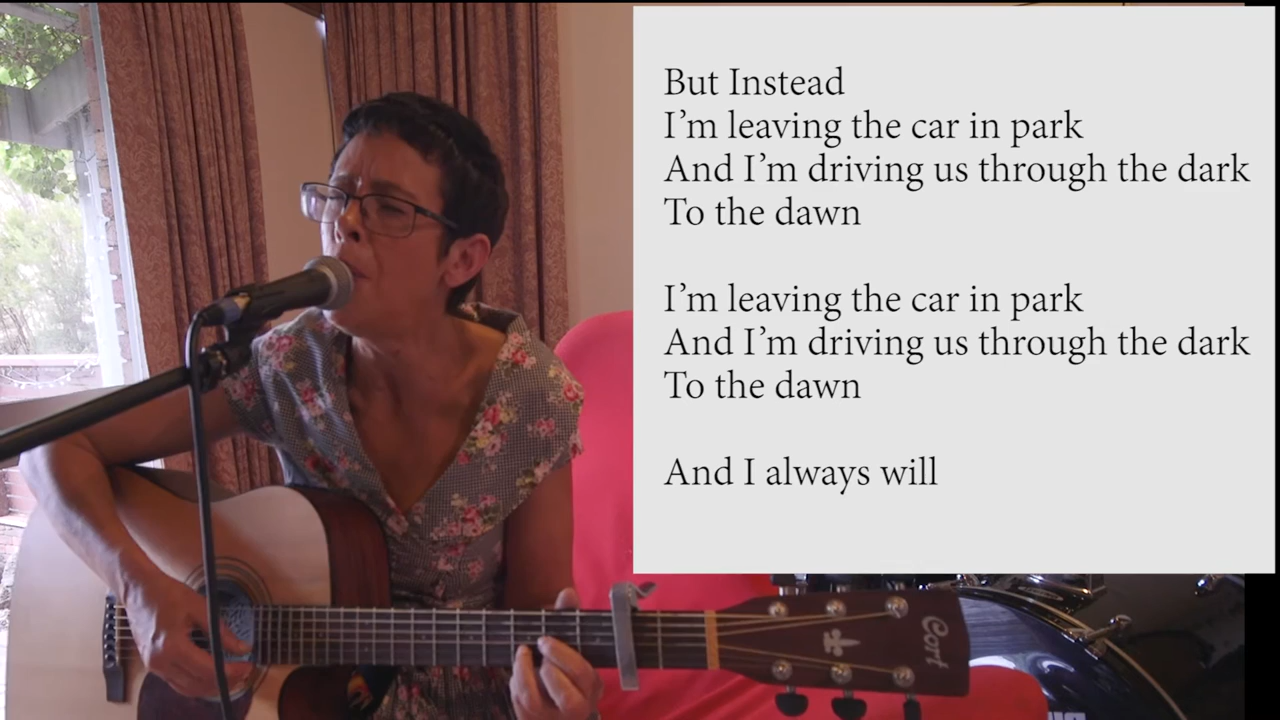 But Instead
I’m leaving the car in park
And I’m driving us through the dark
To the dawn
I’m leaving the car in park
And I’m driving us through the dark
To the dawn
And I always will
Cort